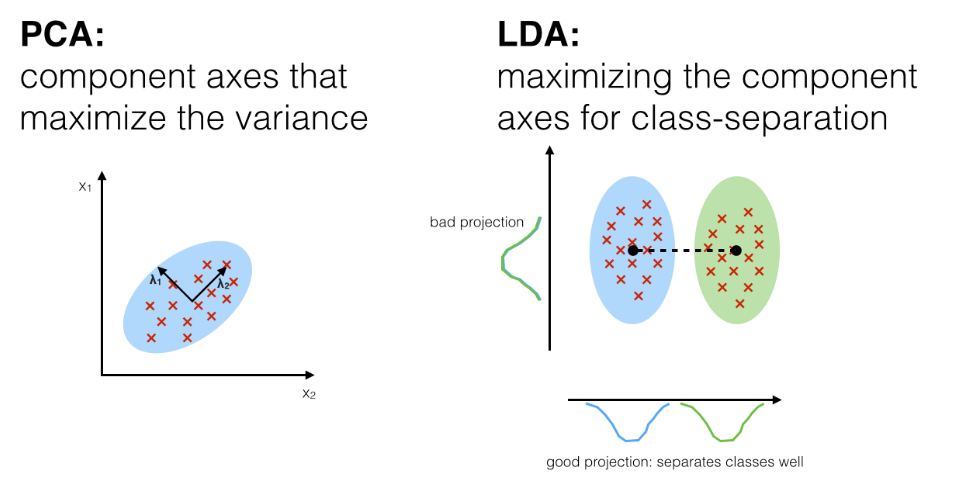 PCA:
component axes that
maximize the variance
x1
λ1
λ2
x2
LDA:
maximizing the component
axes for class-separation
bad projection
good projection: separates classes well